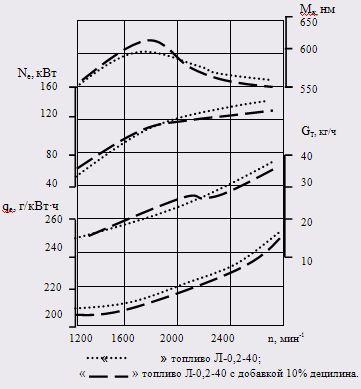 Mₑ, нм
650
600
550
Nₑ, кВт
160
120
80
40
Gт, кг/ч
40
30
20
10
gₑ, г/кВт·ч
260
240
220
200
1200 1600 2000 2400 n, мин⁻¹
« » топливо Л-0,2-40;
« » топливо Л-0,2-40 с добавкой 10% децилина.